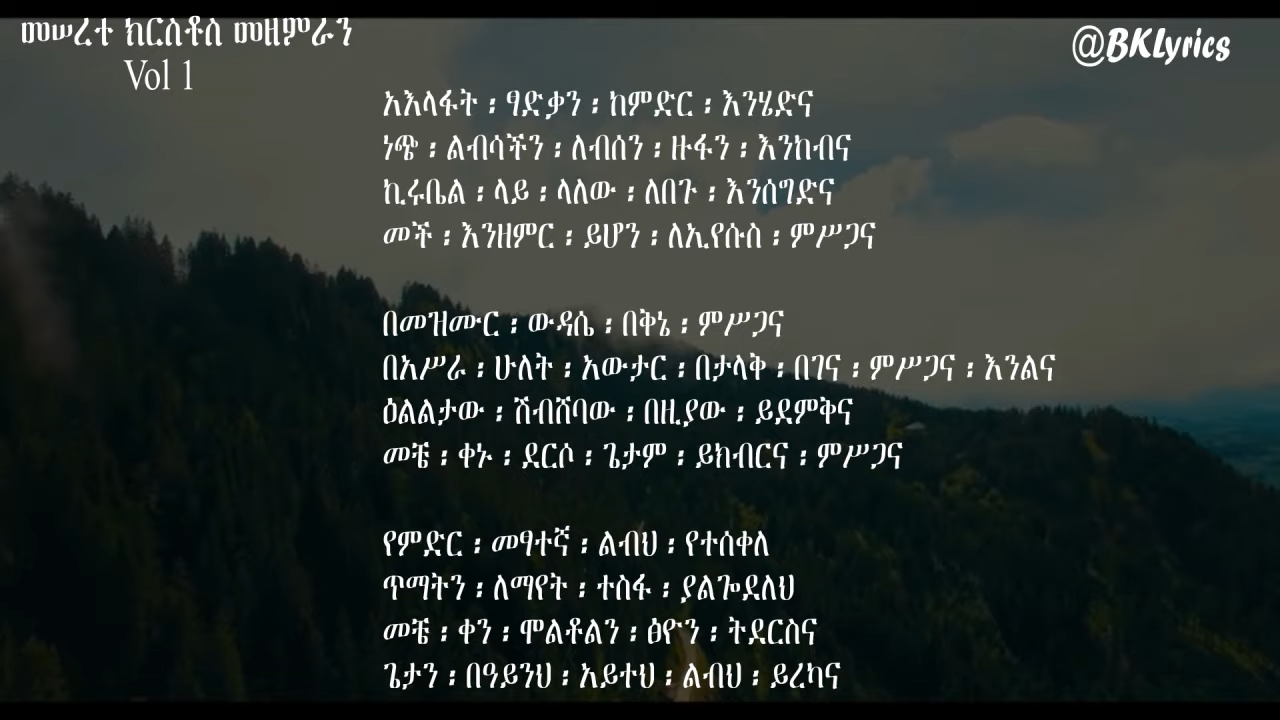 መሠረተ ክርስቶስ መዘምራን
Vol 1
@BKLyrics
አእላፋት ፡ ፃድቃን ፡ ከምድር ፡ እንሄድና
ነጭ ፡ ልብሳችን ፡ ለብሰን ፡ ዙፋን ፡ እንከብና
ኪሩቤል ፡ ላይ ፡ ላለው ፡ ለበጉ ፡ እንሰግድና
መች ፡ እንዘምር ፡ ይሆን ፡ ለኢየሱስ ፡ ምሥጋና
በመዝሙር ፡ ውዳሴ ፡ በቅኔ ፡ ምሥጋና
በአሥራ ፡ ሁለት ፡ አውታር ፡ በታላቅ ፡ በገና ፡ ምሥጋና ፡ እንልና
ዕልልታው ፡ ሽብሸባው ፡ በዚያው ፡ ይደምቅና
መቼ ፡ ቀኑ ፡ ደርሶ ፡ ጌታም ፡ ይክብርና ፡ ምሥጋና
የምድር ፡ መፃተኛ ፡ ልብህ ፡ የተሰቀለ
ጥማትን ፡ ለማየት ፡ ተስፋ ፡ ያልጐደለህ
መቼ ፡ ቀን ፡ ሞልቶልን ፡ ፅዮን ፡ ትደርስና
ጌታን ፡ በዓይንህ ፡ አይተህ ፡ ልብህ ፡ ይረካና